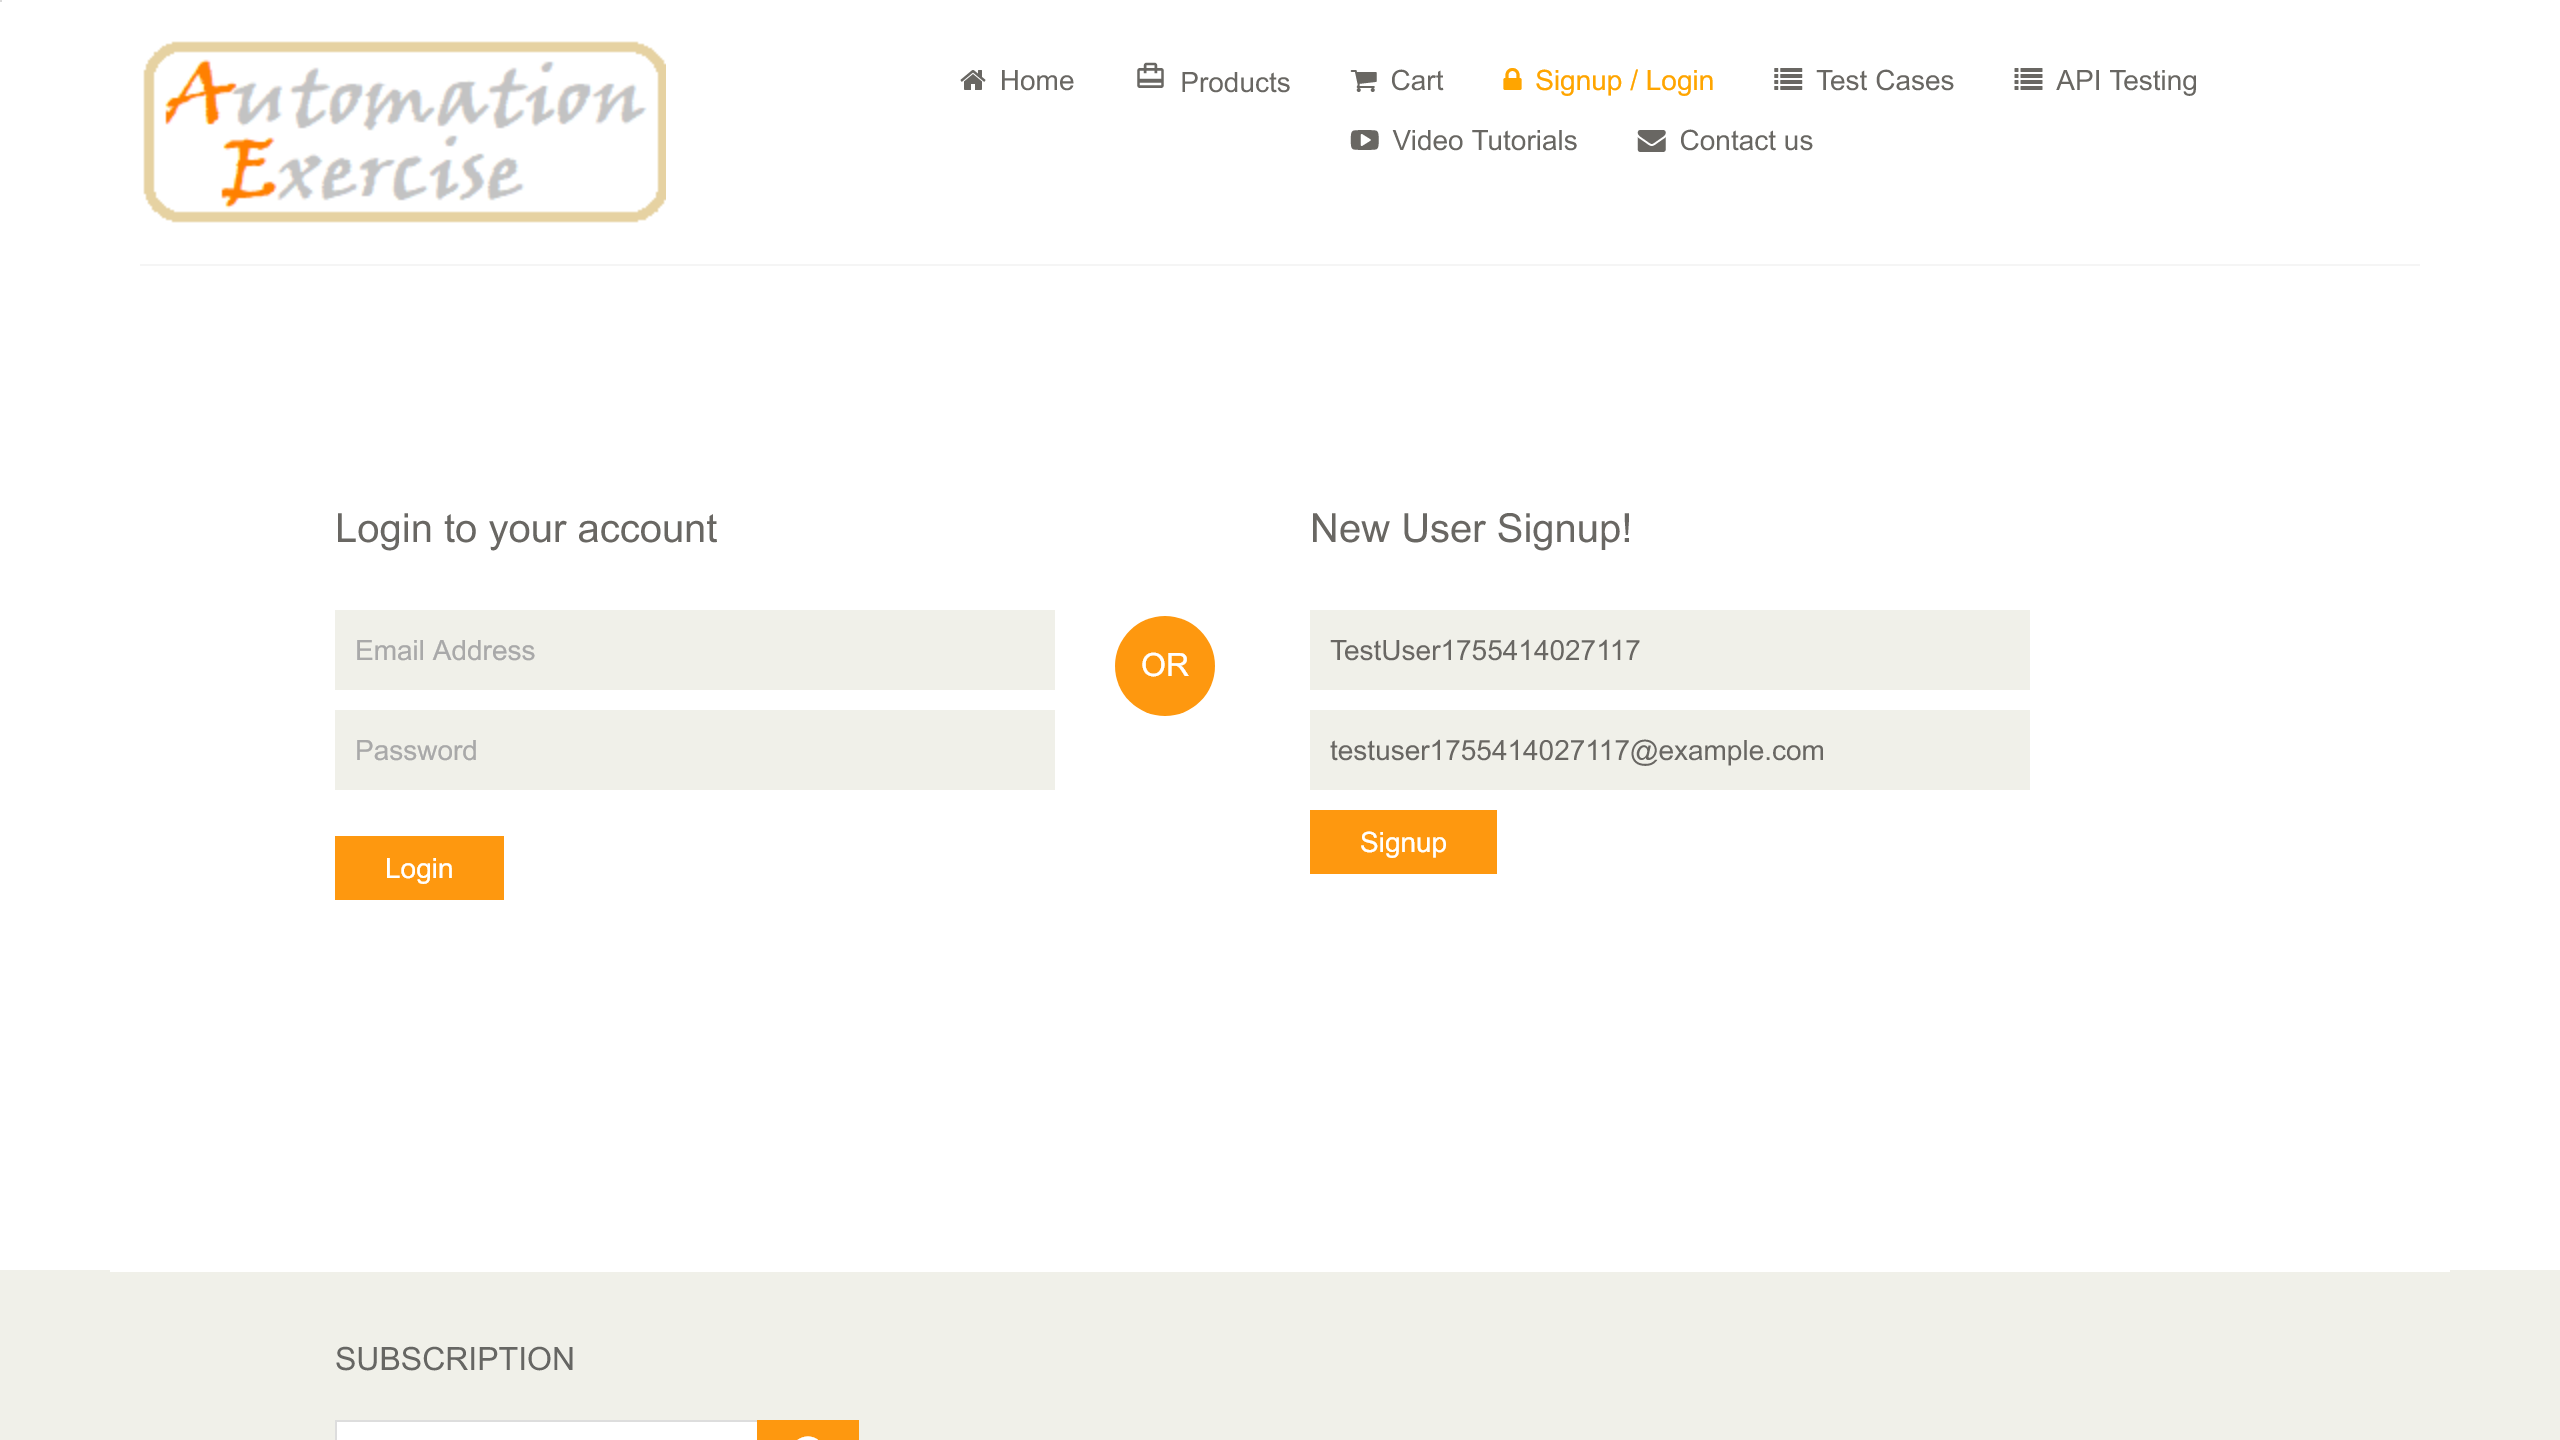 Automation
Exercise
Home
Products
Cart
Signup / Login
Test Cases
API Testing
Video Tutorials
Contact us
Login to your account
Email Address
Password
Login
OR
New User Signup!
TestUser1755414027117
testuser1755414027117@example.com
Signup
SUBSCRIPTION